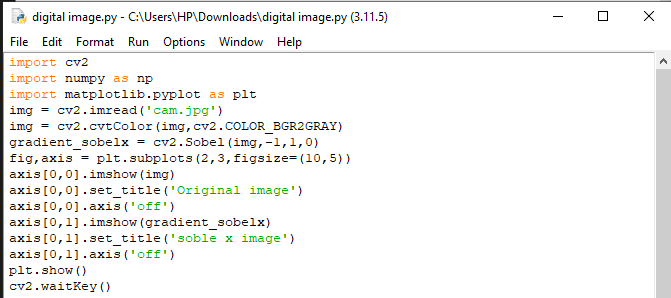 digital image.py - C:\Users\HP\Downloads\digital image.py (3.11.5)
File Edit Format Run Options Window Help
import cv2
import numpy as np
import matplotlib.pyplot as plt
img = cv2.imread('cam.jpg')
img = cv2.cvtColor(img,cv2.COLOR_BGR2GRAY)
gradient_sobelx = cv2.Sobel(img,-1,1,0)
fig,axis = plt.subplots(2,3,figsize=(10,5))
axis[0,0].imshow(img)
axis[0,0].set_title('Original image')
axis[0,0].axis('off')
axis[0,1].imshow(gradient_sobelx)
axis[0,1].set_title('soble x image')
axis[0,1].axis('off')
plt.show()
cv2.waitKey()